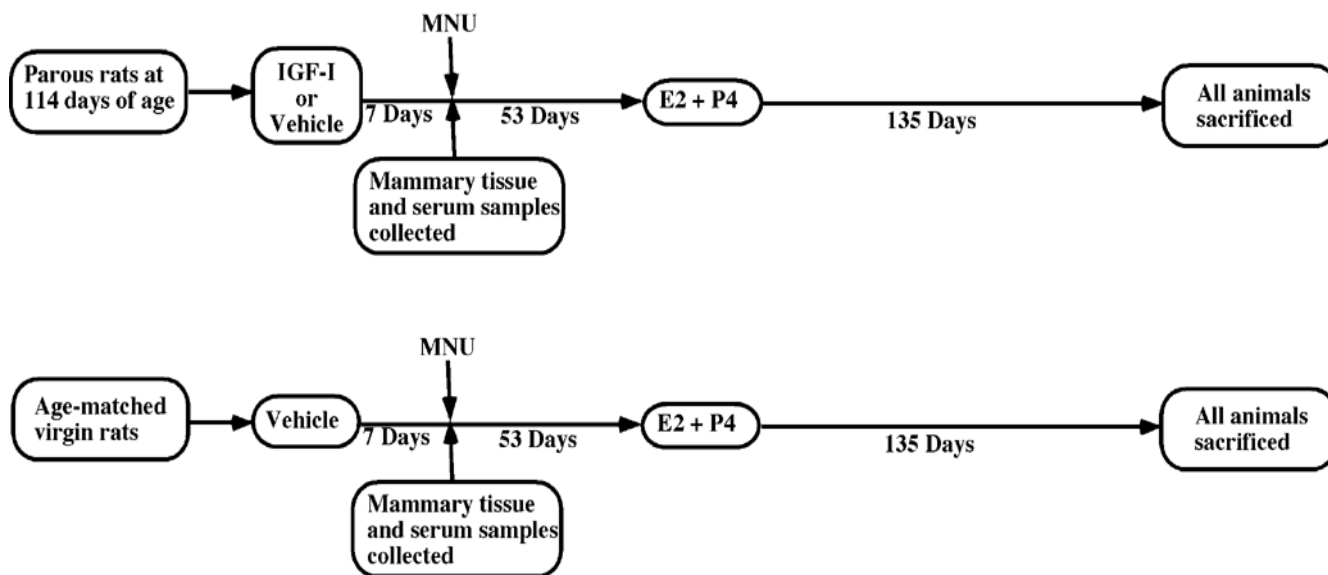 MNU
Parous rats at
114 days of age
IGF-I
or
Vehicle
7 Days
53 Days
E2 + P4
135 Days
All animals
sacrificed
Mammary tissue
and serum samples
collected
MNU
Age-matched
virgin rats
Vehicle
7 Days
53 Days
E2 + P4
135 Days
All animals
sacrificed
Mammary tissue
and serum samples
collected